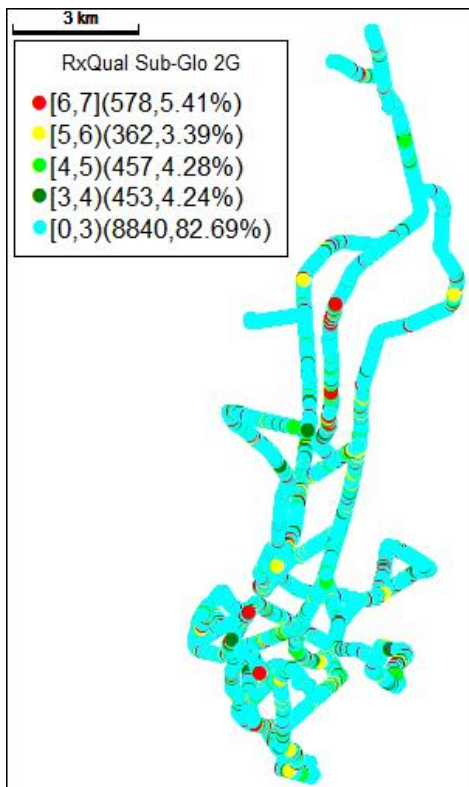 3 km
RxQual Sub-Glo 2G
[6,7](578,5.41%)
[5,6)(362,3.39%)
[4,5)(457,4.28%)
[3,4)(453,4.24%)
[0,3)(8840,82.69%)